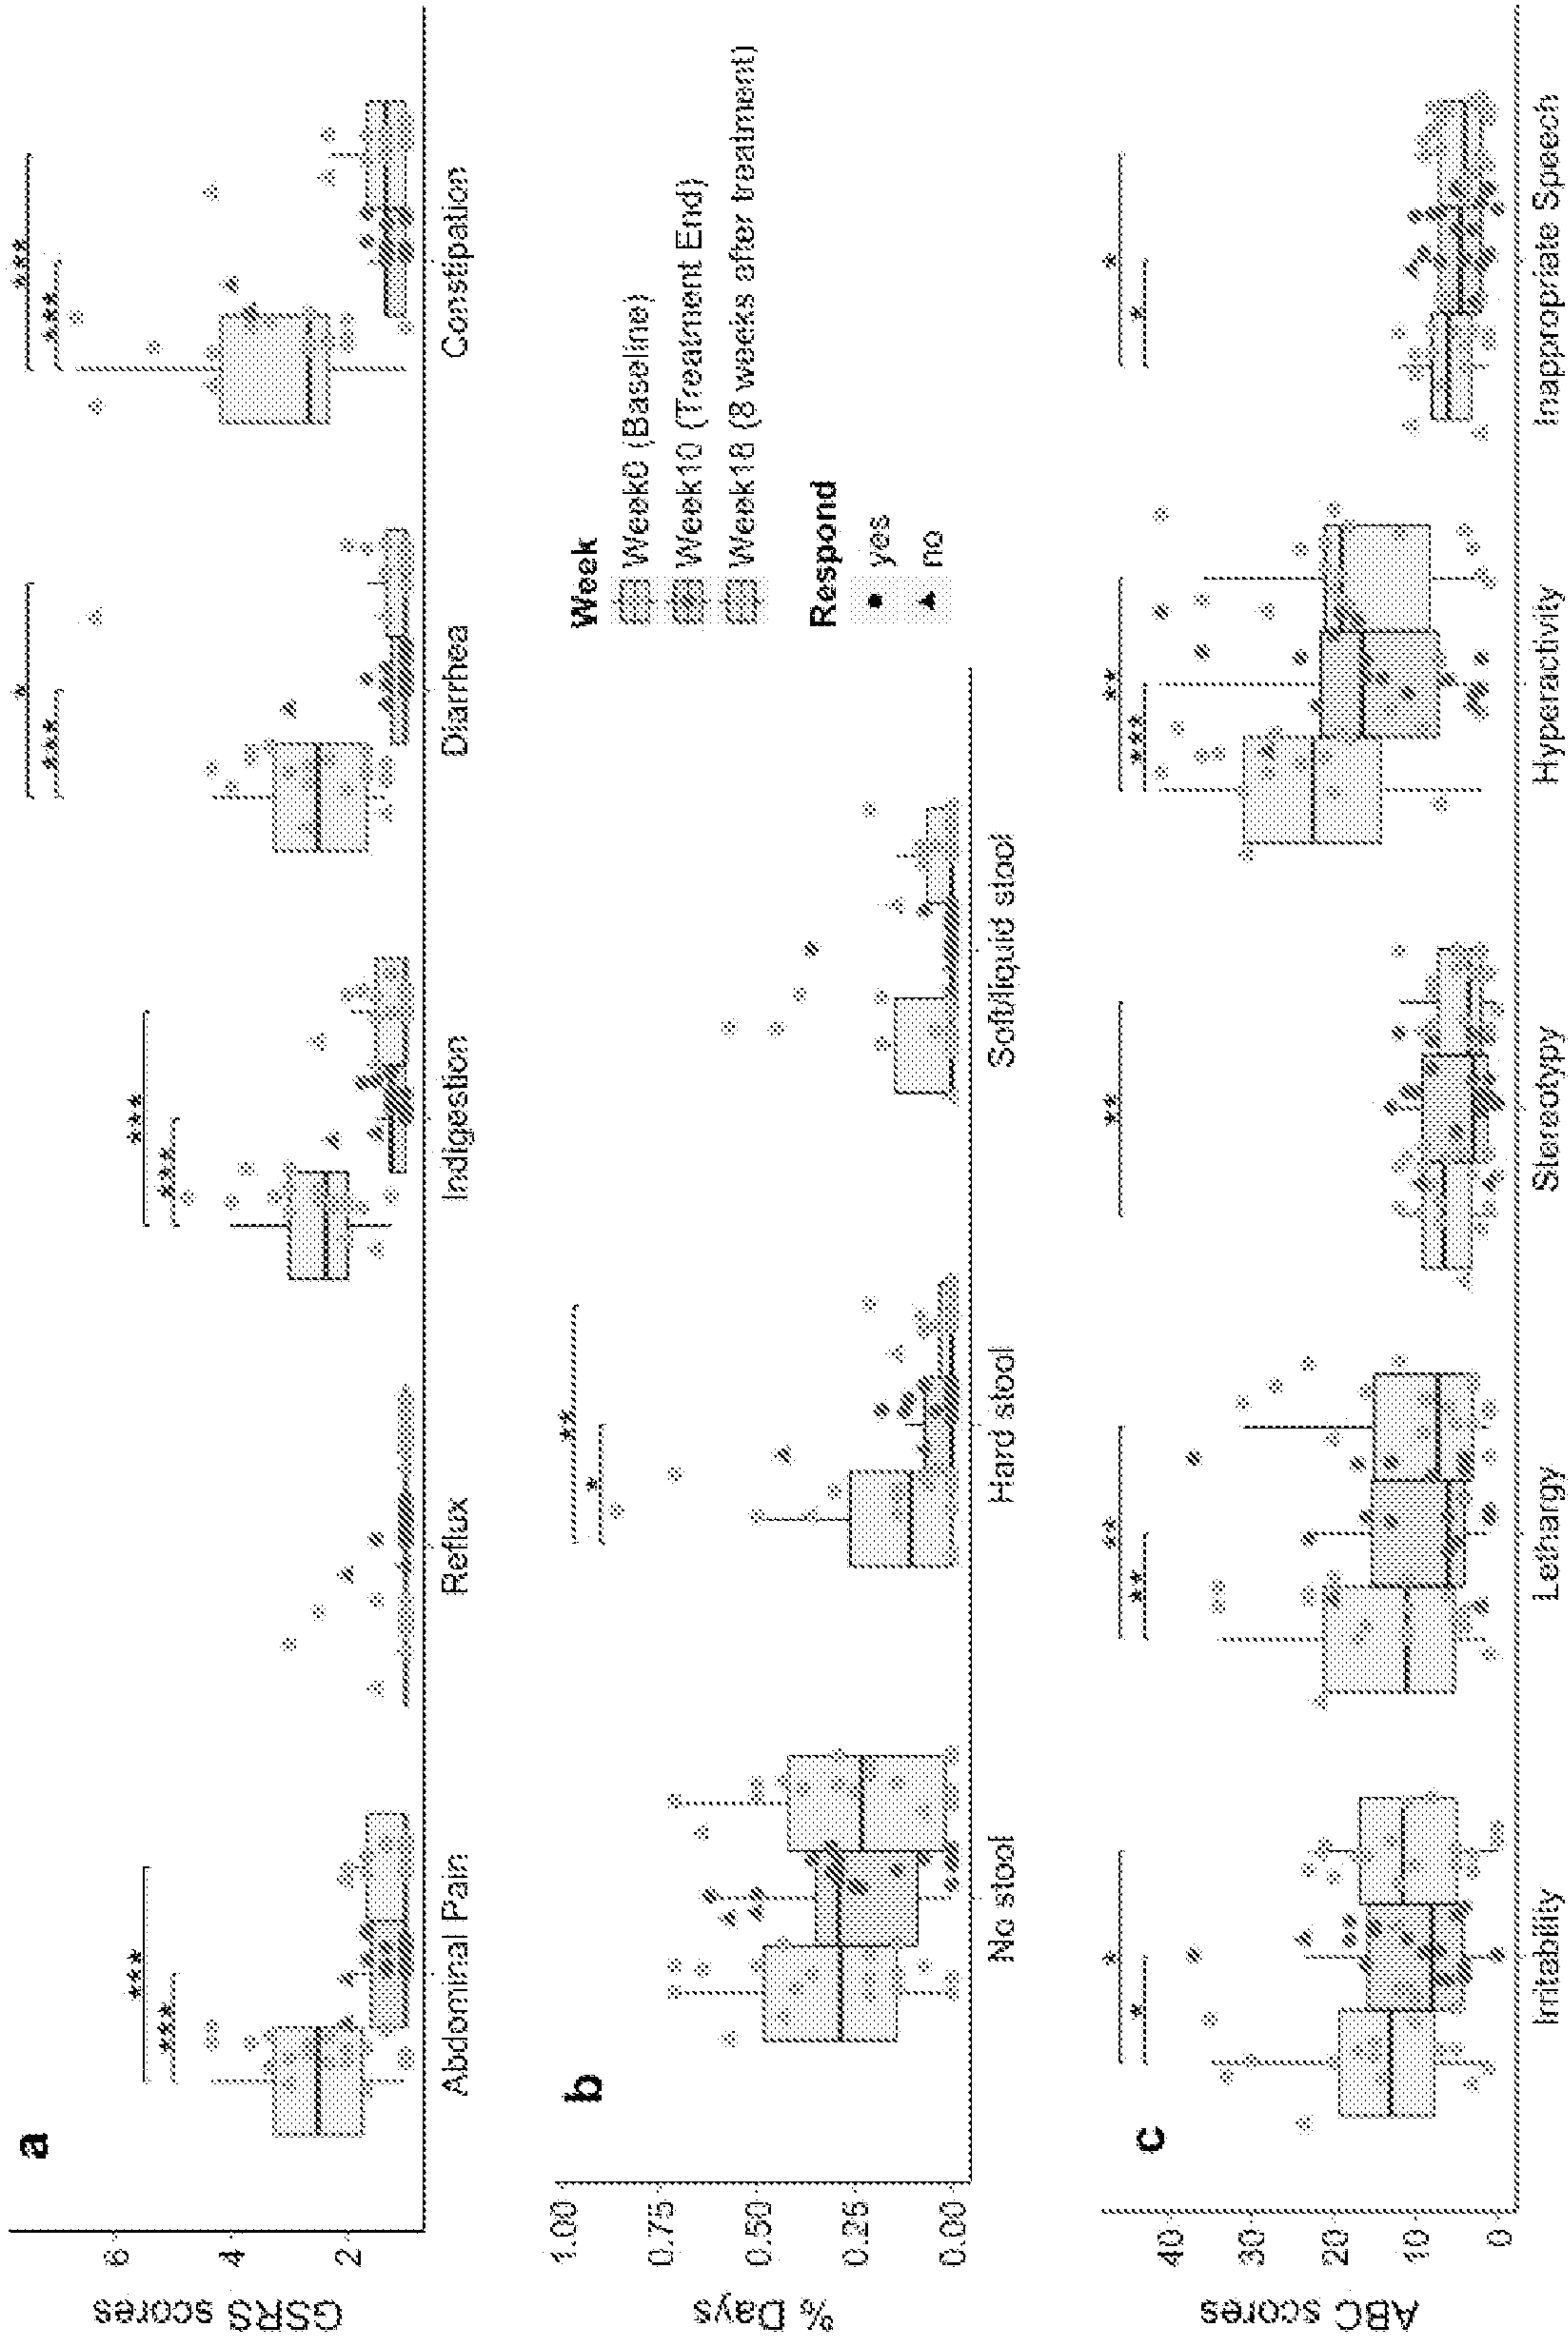 a
GSRS scores
6
4
2
*** *** *** *** * *** *** ***
Abdominal Pain Reflux Indigestion Diarrhea Constipation
b
% Days
1.00
0.75
0.50
0.25
0.00
** *
No stool Hard stool Soft/liquid stool
Week
Week0 (Baseline)
Week10 (Treatment End)
Week18 (8 weeks after treatment)
Respond
yes
no
c
ABC scores
40
30
20
10
0
* * ** ** ** ** *** * *
Irritability Lethargy Stereotypy Hyperactivity Inappropriate Speech